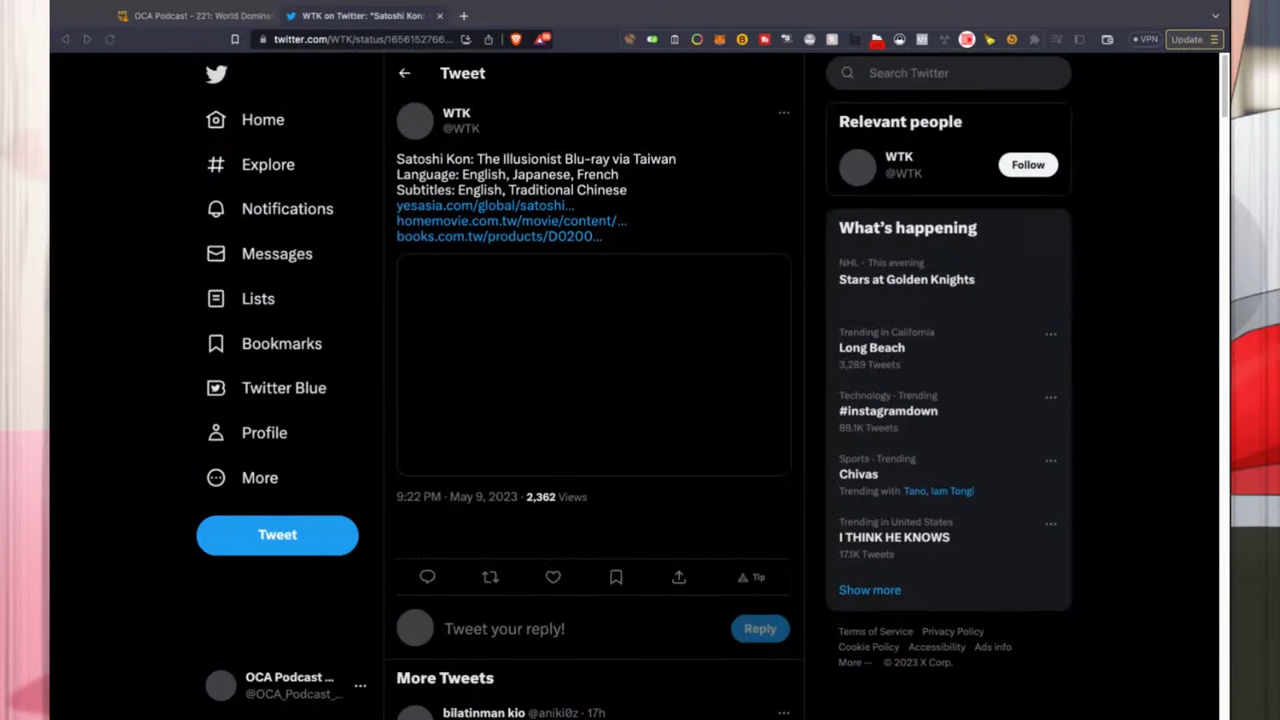 OCA Podcast - 221: World Domina
WTK on Twitter: "Satoshi Kon:
twitter.com/WTK/status/1656152766...
VPN
Update
Home
Explore
Notifications
Messages
Lists
Bookmarks
Twitter Blue
Profile
More
Tweet
OCA Podcast ...
@OCA_Podcast_...
Tweet
WTK
@WTK
Satoshi Kon: The Illusionist Blu-ray via Taiwan
Language: English, Japanese, French
Subtitles: English, Traditional Chinese
yesasia.com/global/satoshi...
homemovie.com.tw/movie/content/...
books.com.tw/products/D0200...
9:22 PM · May 9, 2023 · 2,362 Views
Tip
Tweet your reply!
Reply
More Tweets
bilatinman kio @aniki0z · 17h
Search Twitter
Relevant people
WTK
@WTK
Follow
What's happening
NHL · This evening
Stars at Golden Knights
Trending in California
Long Beach
3,289 Tweets
Technology · Trending
#instagramdown
89.1K Tweets
Sports · Trending
Chivas
Trending with Tano, Iam Tongi
Trending in United States
I THINK HE KNOWS
17.1K Tweets
Show more
Terms of Service Privacy Policy
Cookie Policy Accessibility Ads info
More ··· © 2023 X Corp.